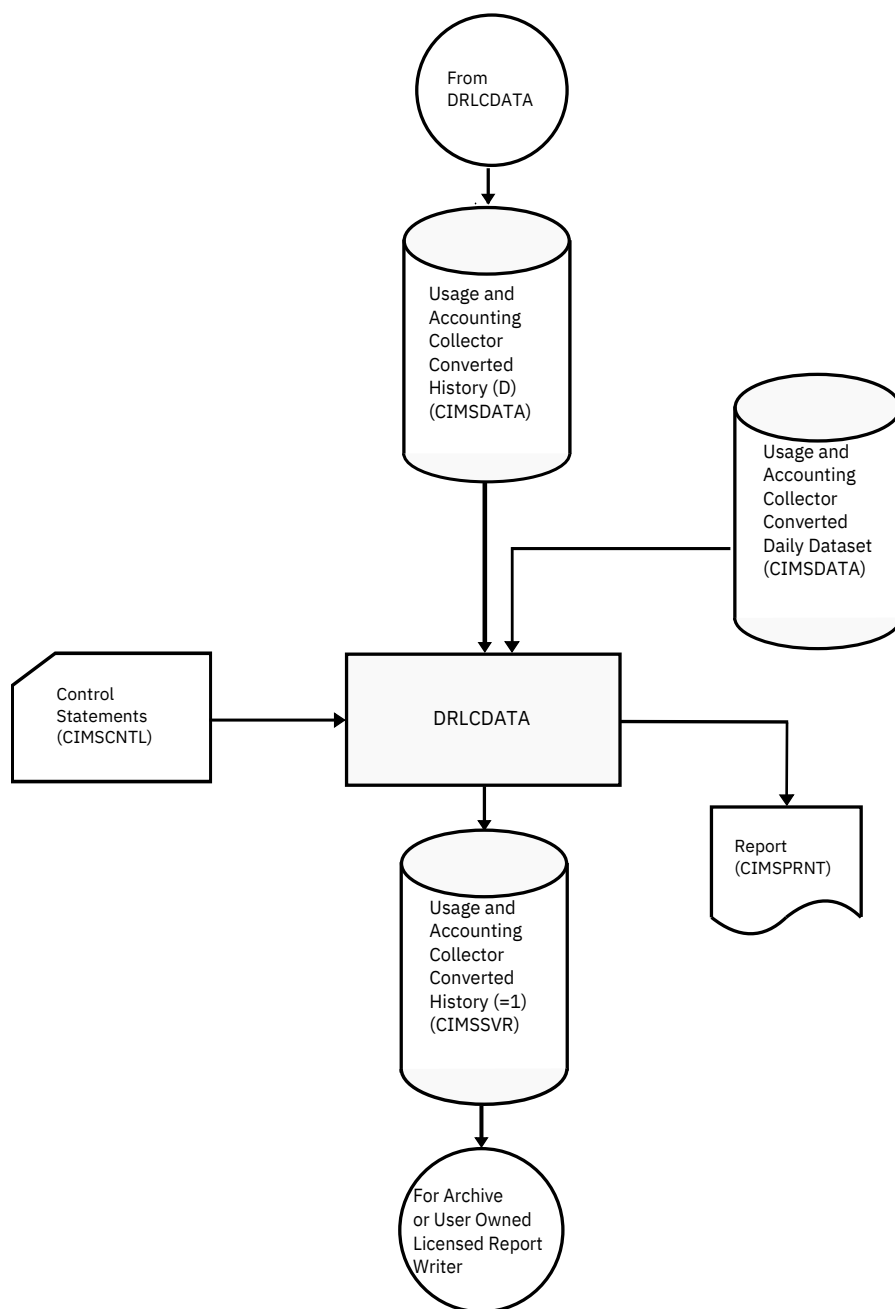 From
DRLCDATA
Usage and
Accounting
Collector
Converted
History (D)
(CIMSDATA)
Usage and
Accounting
Collector
Converted
Daily Dataset
(CIMSDATA)
Control
Statements
(CIMSCNTL)
DRLCDATA
Report
(CIMSPRNT)
Usage and
Accounting
Collector
Converted
History (=1)
(CIMSSVR)
For Archive
or User Owned
Licensed Report
Writer